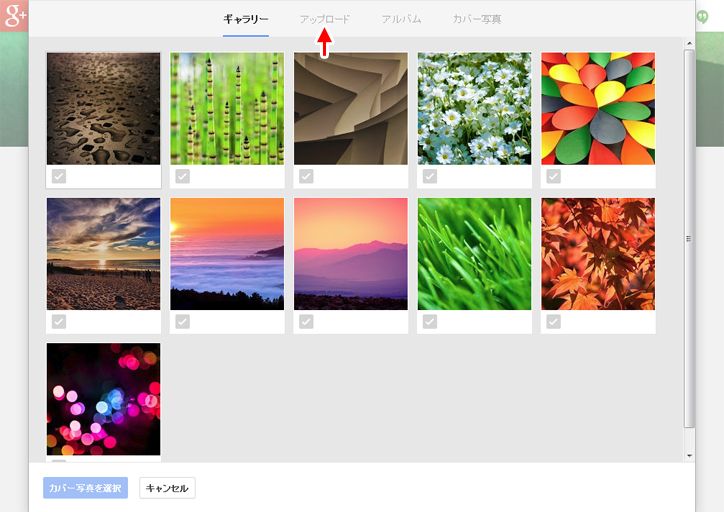 g+
ギャラリー
アップロード
アルバム
カバー写真
カバー写真を選択
キャンセル